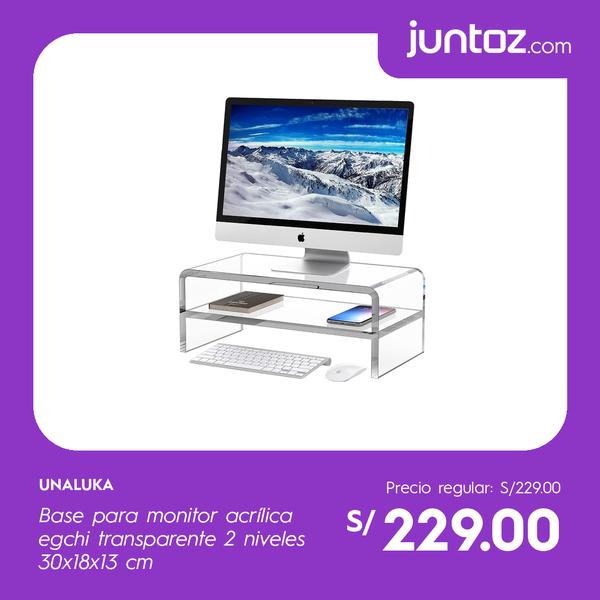 juntoz.com
UNALUKA
Base para monitor acrílica
egchi transparente 2 niveles
30x18x13 cm
Precio regular: S/229.00
S/ 229.00